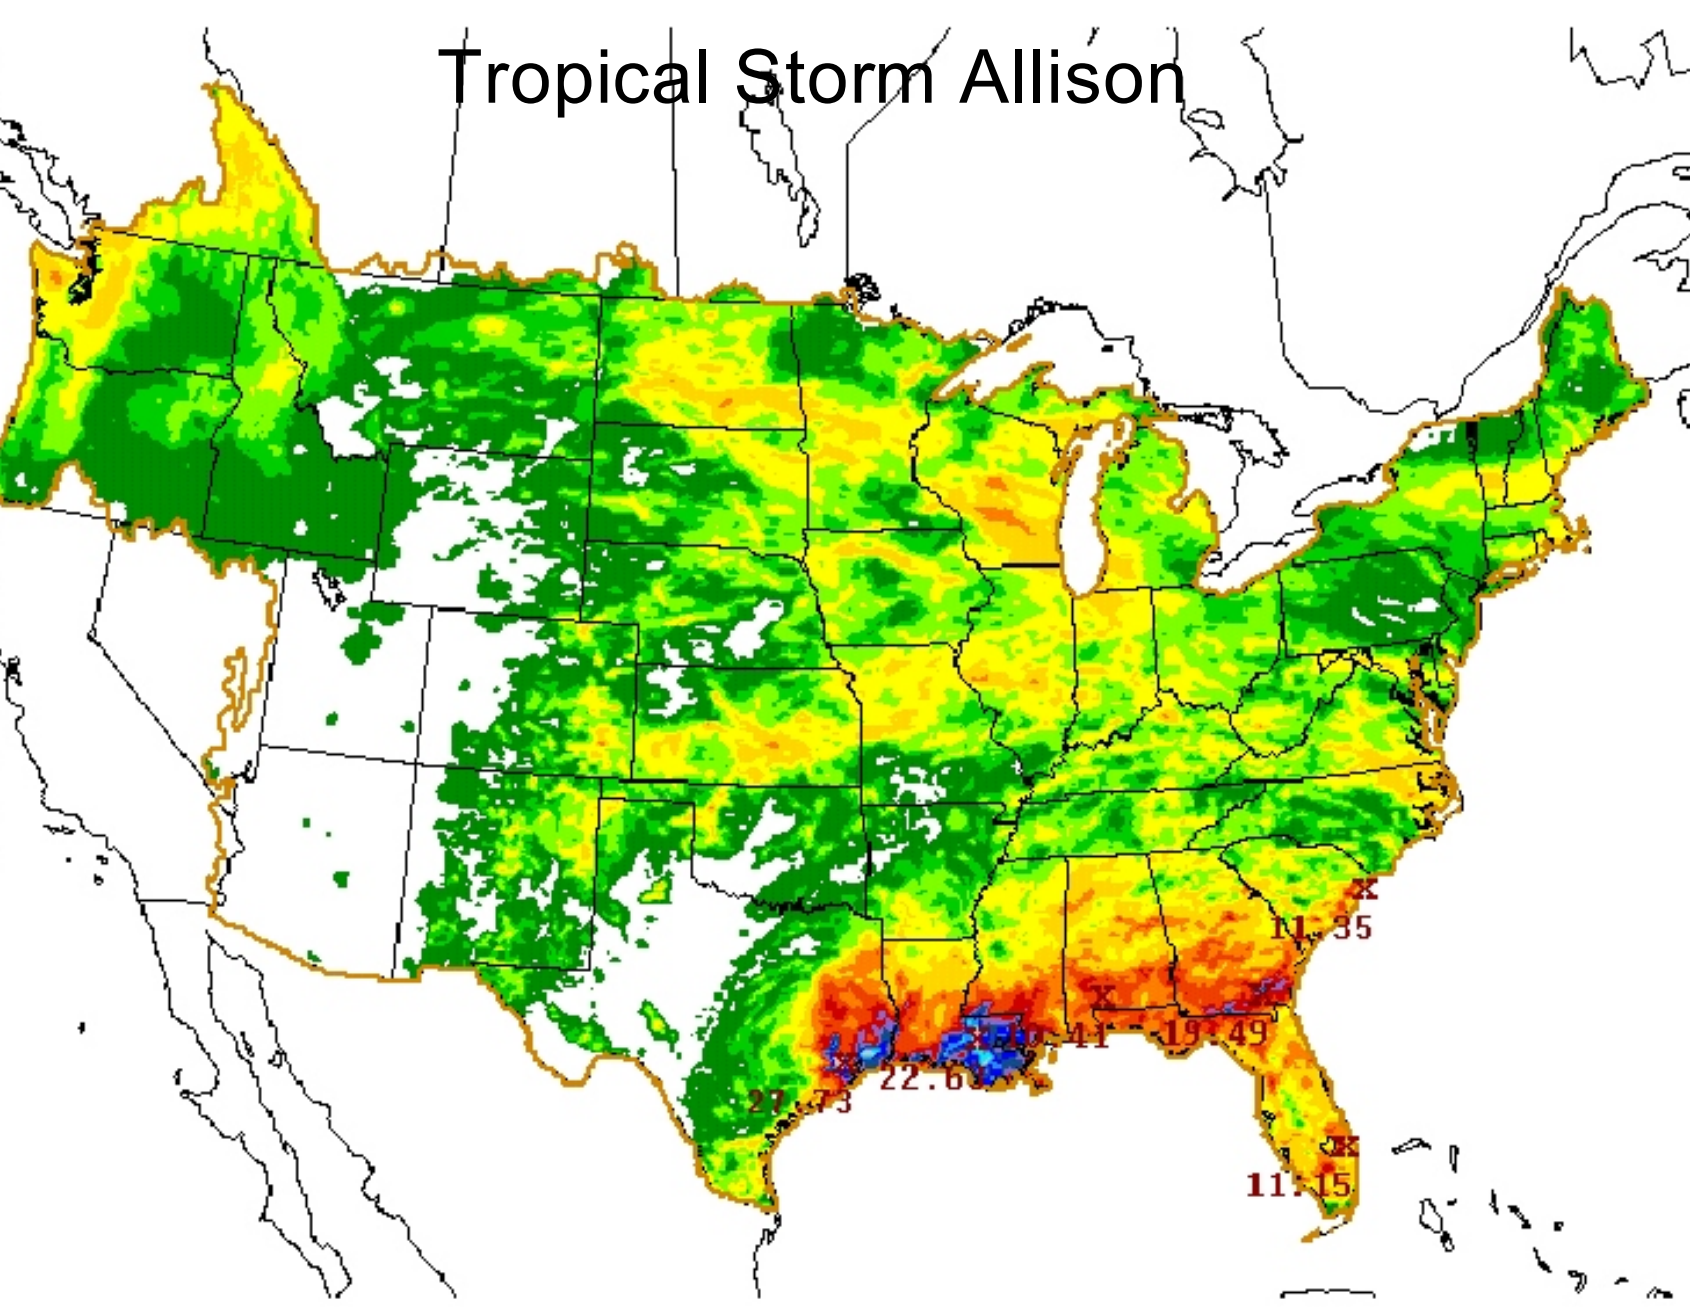 Tropical Storm Allison
x
11.35
x
x
19.49
x
22.6
27.73
x
11.15